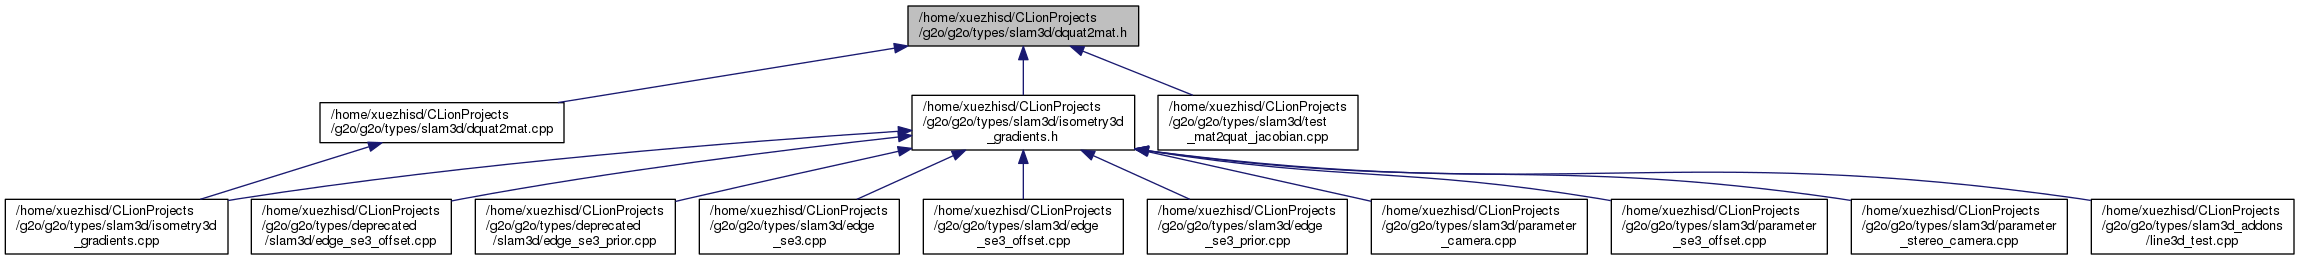 /home/xuezhisd/CLionProjects
/g2o/g2o/types/slam3d/dquat2mat.h
/home/xuezhisd/CLionProjects
/g2o/g2o/types/slam3d/dquat2mat.cpp
/home/xuezhisd/CLionProjects
/g2o/g2o/types/slam3d/isometry3d
_gradients.h
/home/xuezhisd/CLionProjects
/g2o/g2o/types/slam3d/test
_mat2quat_jacobian.cpp
/home/xuezhisd/CLionProjects
/g2o/g2o/types/slam3d/isometry3d
_gradients.cpp
/home/xuezhisd/CLionProjects
/g2o/g2o/types/deprecated
/slam3d/edge_se3_offset.cpp
/home/xuezhisd/CLionProjects
/g2o/g2o/types/deprecated
/slam3d/edge_se3_prior.cpp
/home/xuezhisd/CLionProjects
/g2o/g2o/types/slam3d/edge
_se3.cpp
/home/xuezhisd/CLionProjects
/g2o/g2o/types/slam3d/edge
_se3_offset.cpp
/home/xuezhisd/CLionProjects
/g2o/g2o/types/slam3d/edge
_se3_prior.cpp
/home/xuezhisd/CLionProjects
/g2o/g2o/types/slam3d/parameter
_camera.cpp
/home/xuezhisd/CLionProjects
/g2o/g2o/types/slam3d/parameter
_se3_offset.cpp
/home/xuezhisd/CLionProjects
/g2o/g2o/types/slam3d/parameter
_stereo_camera.cpp
/home/xuezhisd/CLionProjects
/g2o/g2o/types/slam3d_addons
/line3d_test.cpp